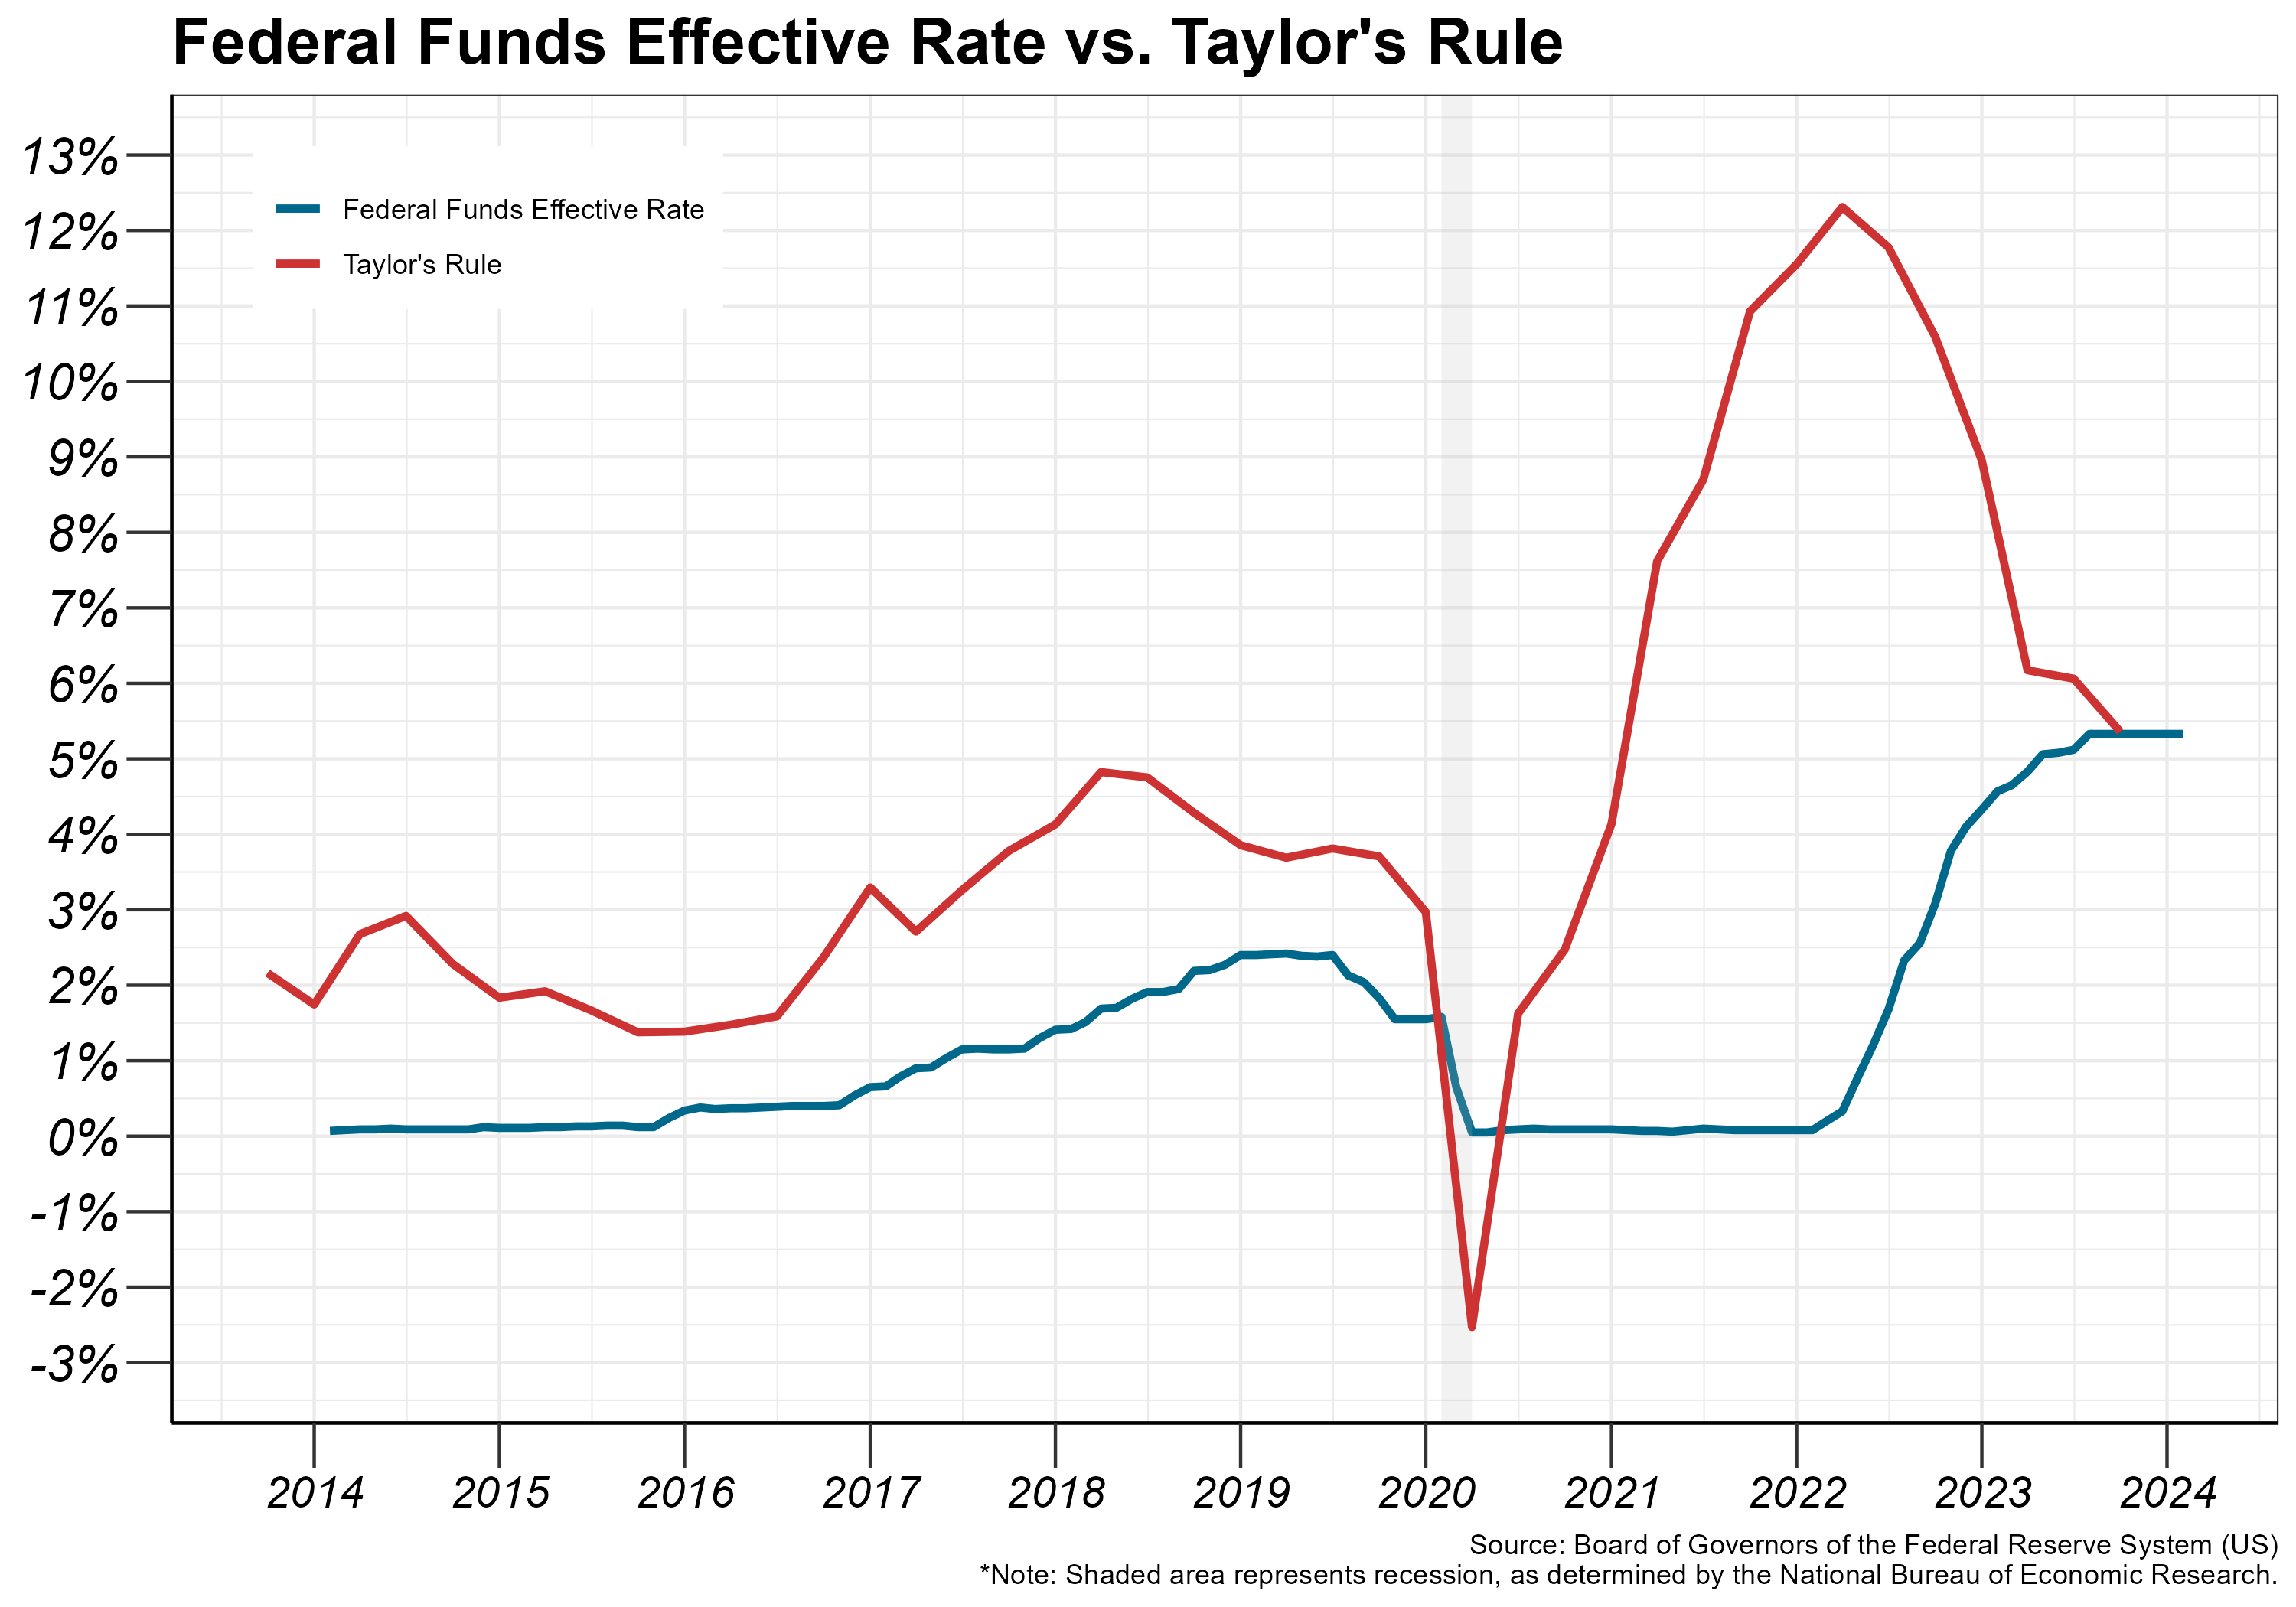 Federal Funds Effective Rate vs. Taylor's Rule
13%
12%
11%
10%
9%
8%
7%
6%
5%
4%
3%
2%
1%
0%
-1%
-2%
-3%
Federal Funds Effective Rate
Taylor's Rule
2014 2015 2016 2017 2018 2019 2020 2021 2022 2023 2024
Source: Board of Governors of the Federal Reserve System (US)
*Note: Shaded area represents recession, as determined by the National Bureau of Economic Research.